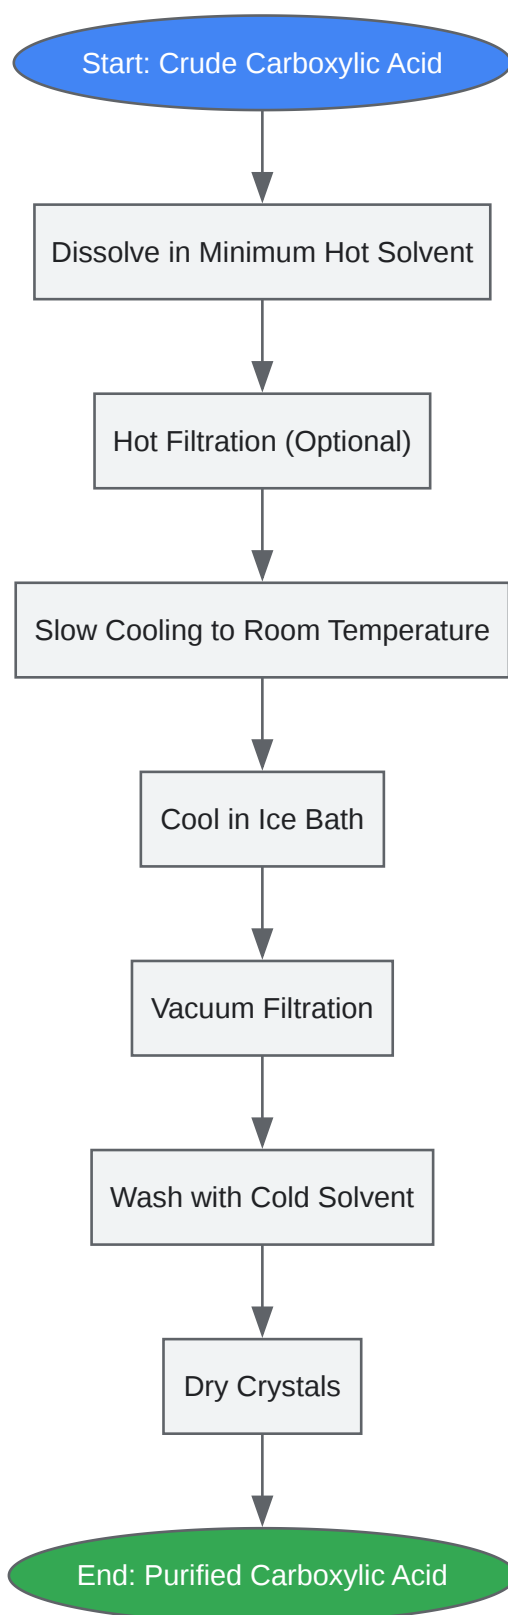 Start: Crude Carboxylic Acid
Dissolve in Minimum Hot Solvent
Hot Filtration (Optional)
Slow Cooling to Room Temperature
Cool in Ice Bath
Vacuum Filtration
Wash with Cold Solvent
Dry Crystals
End: Purified Carboxylic Acid